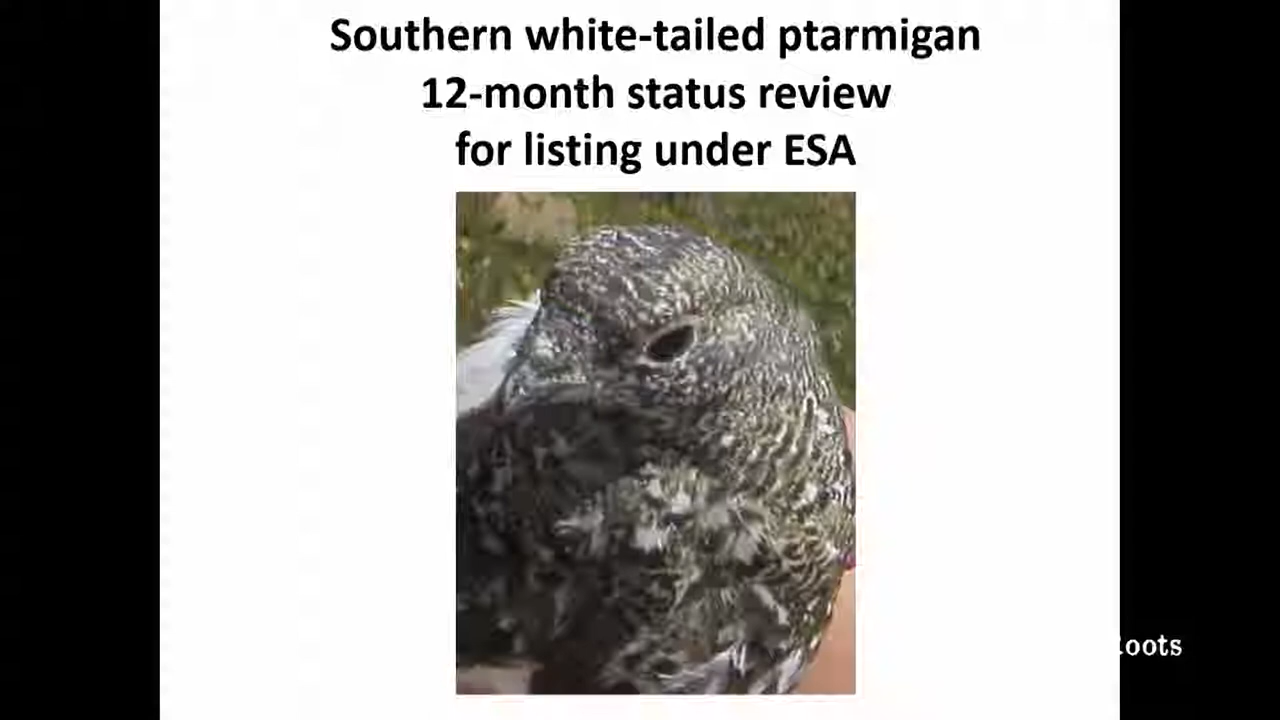 Southern white-tailed ptarmigan
12-month status review
for listing under ESA